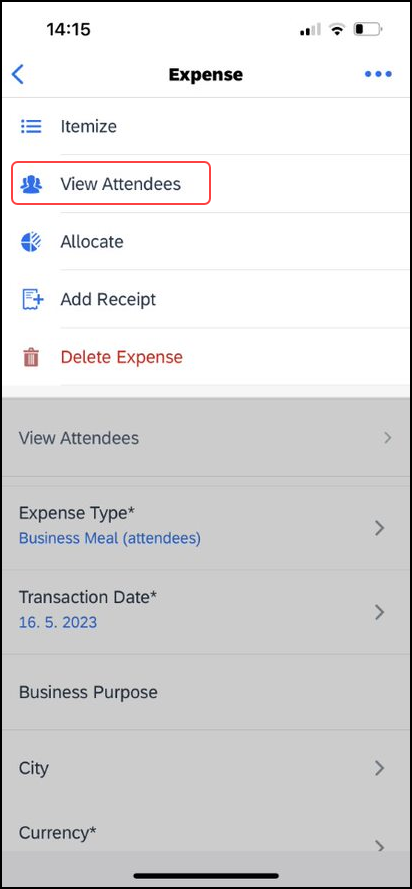 14:15
Expense
Itemize
View Attendees
Allocate
Add Receipt
Delete Expense
View Attendees
Expense Type*
Business Meal (attendees)
Transaction Date*
16. 5. 2023
Business Purpose
City
Currency*